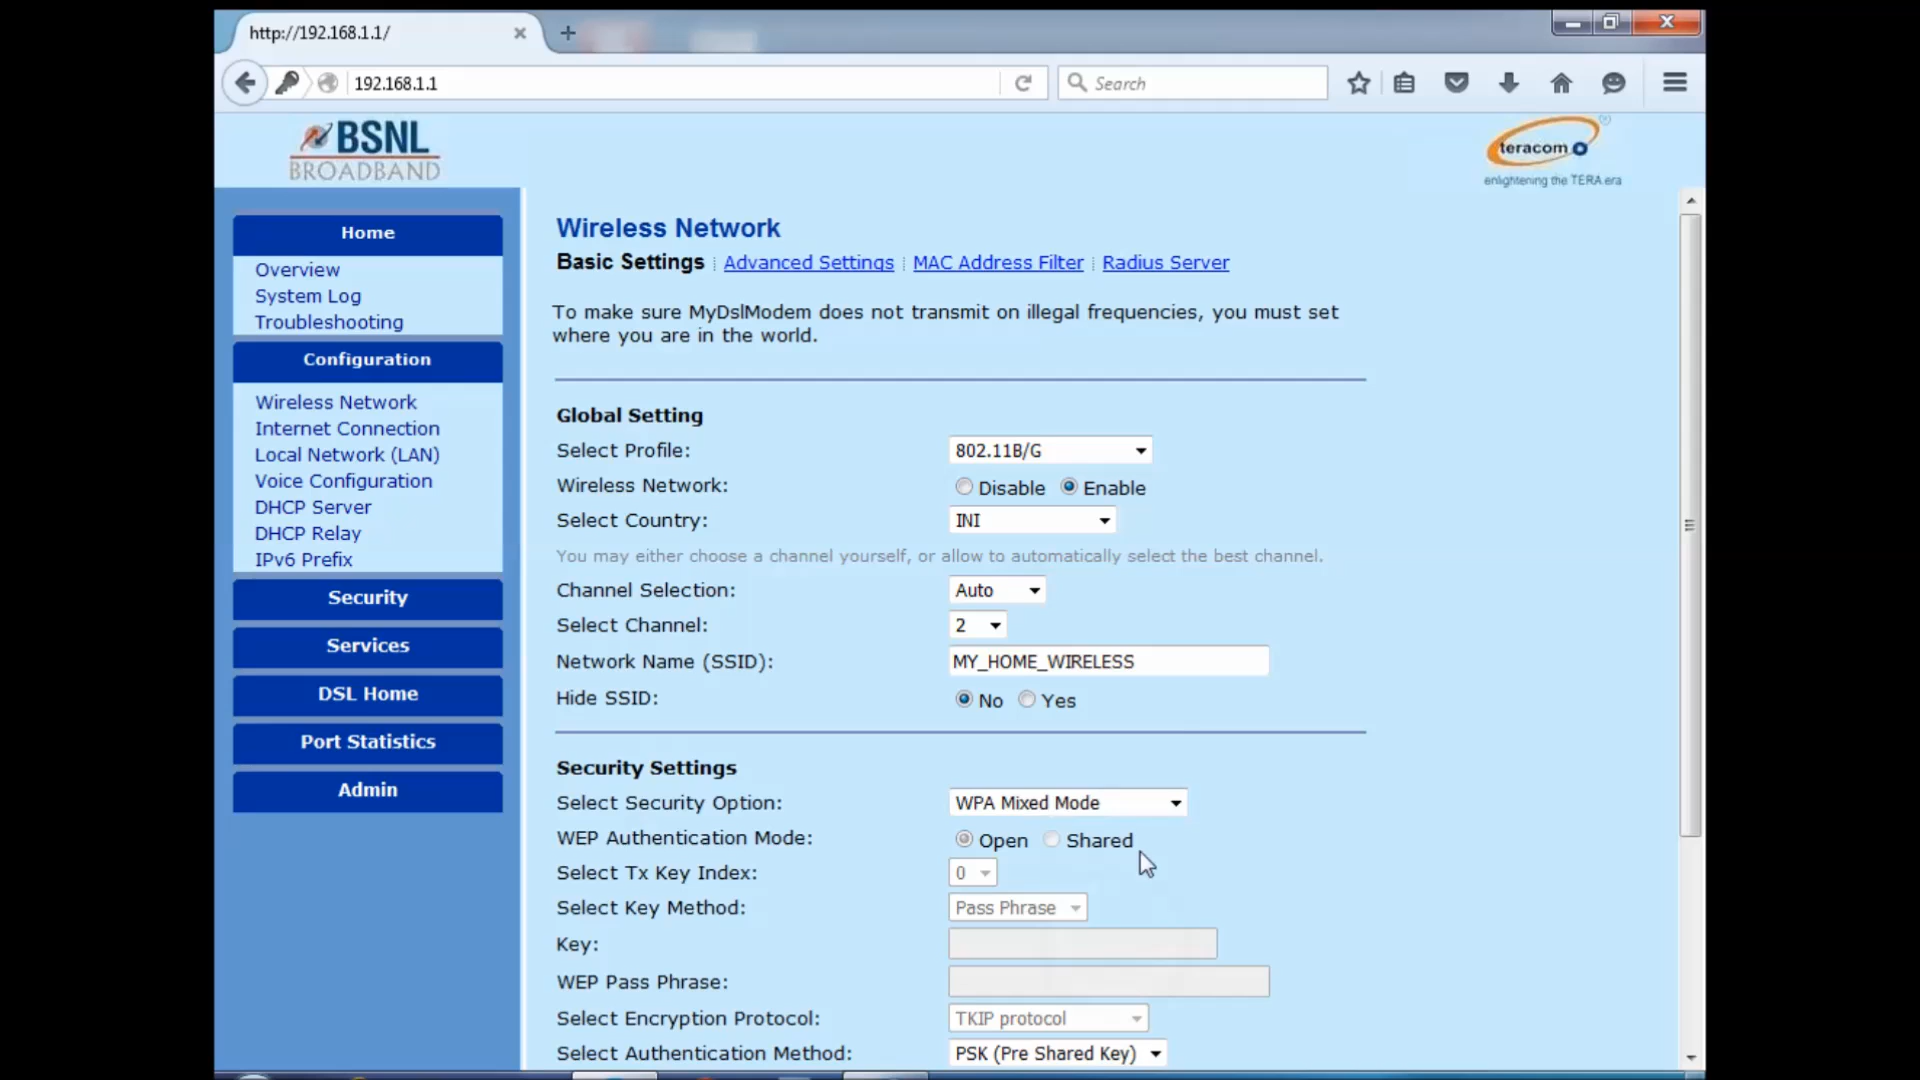 http://192.168.1.1/
192.168.1.1
Search
BSNL
BROADBAND
teracom
®
enlightening the TERA era
Home
Overview
System Log
Troubleshooting
Configuration
Wireless Network
Internet Connection
Local Network (LAN)
Voice Configuration
DHCP Server
DHCP Relay
IPv6 Prefix
Security
Services
DSL Home
Port Statistics
Admin
Wireless Network
Basic Settings Advanced Settings MAC Address Filter Radius Server
To make sure MyDslModem does not transmit on illegal frequencies, you must set
where you are in the world.
Global Setting
Select Profile: 802.11B/G
Wireless Network: Disable Enable
Select Country: INI
You may either choose a channel yourself, or allow to automatically select the best channel.
Channel Selection: Auto
Select Channel: 2
Network Name (SSID): MY_HOME_WIRELESS
Hide SSID: No Yes
Security Settings
Select Security Option: WPA Mixed Mode
WEP Authentication Mode: Open Shared
Select Tx Key Index: 0
Select Key Method: Pass Phrase
Key:
WEP Pass Phrase:
Select Encryption Protocol: TKIP protocol
Select Authentication Method: PSK (Pre Shared Key)